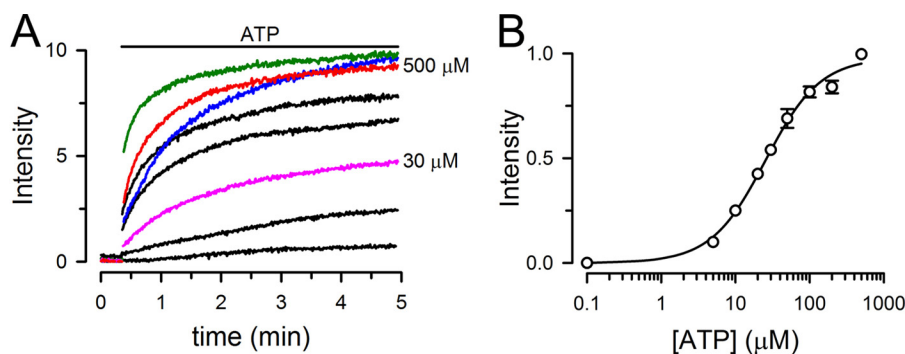 A
ATP
10
5
0
Intensity
500 μM
30 μM
0
1
2
3
4
5
time (min)
B
1.0
0.5
0.0
Intensity
0.1
1
10
100
1000
[ATP] (μM)